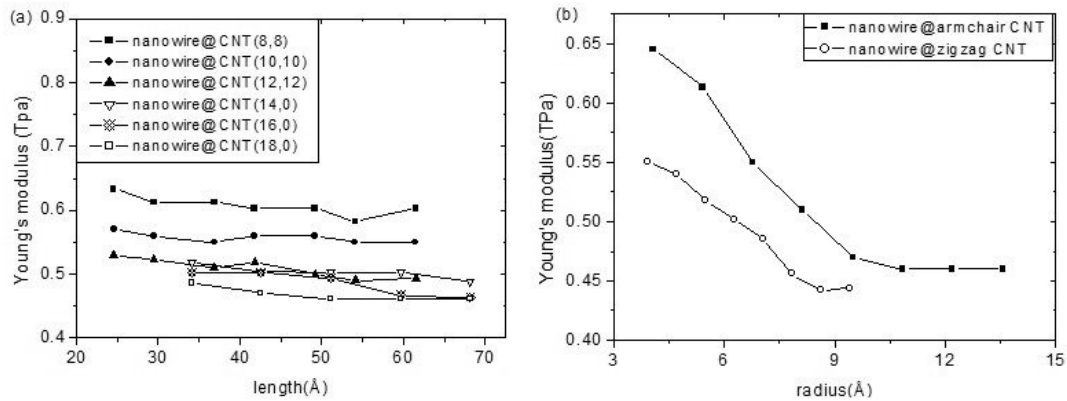 (a)
0.9
0.8
0.7
0.6
0.5
0.4
Young's modulus (Tpa)
nanowire@CNT(8,8)
nanowire@CNT(10,10)
nanowire@CNT(12,12)
nanowire@CNT(14,0)
nanowire@CNT(16,0)
nanowire@CNT(18,0)
20 30 40 50 60 70
length(Å)
(b)
nanowire@armchair CNT
nanowire@zigzag CNT
0.65
0.60
0.55
0.50
0.45
0.40
Young's modulus(TPa)
3 6 9 12 15
radius(Å)